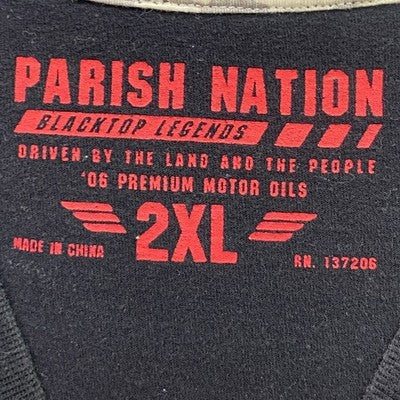 PARISH NATION
BLACKTOP LEGENDS
DRIVEN BY THE LAND AND THE PEOPLE
'06 PREMIUM MOTOR OILS
2XL
MADE IN CHINA
RN. 137206